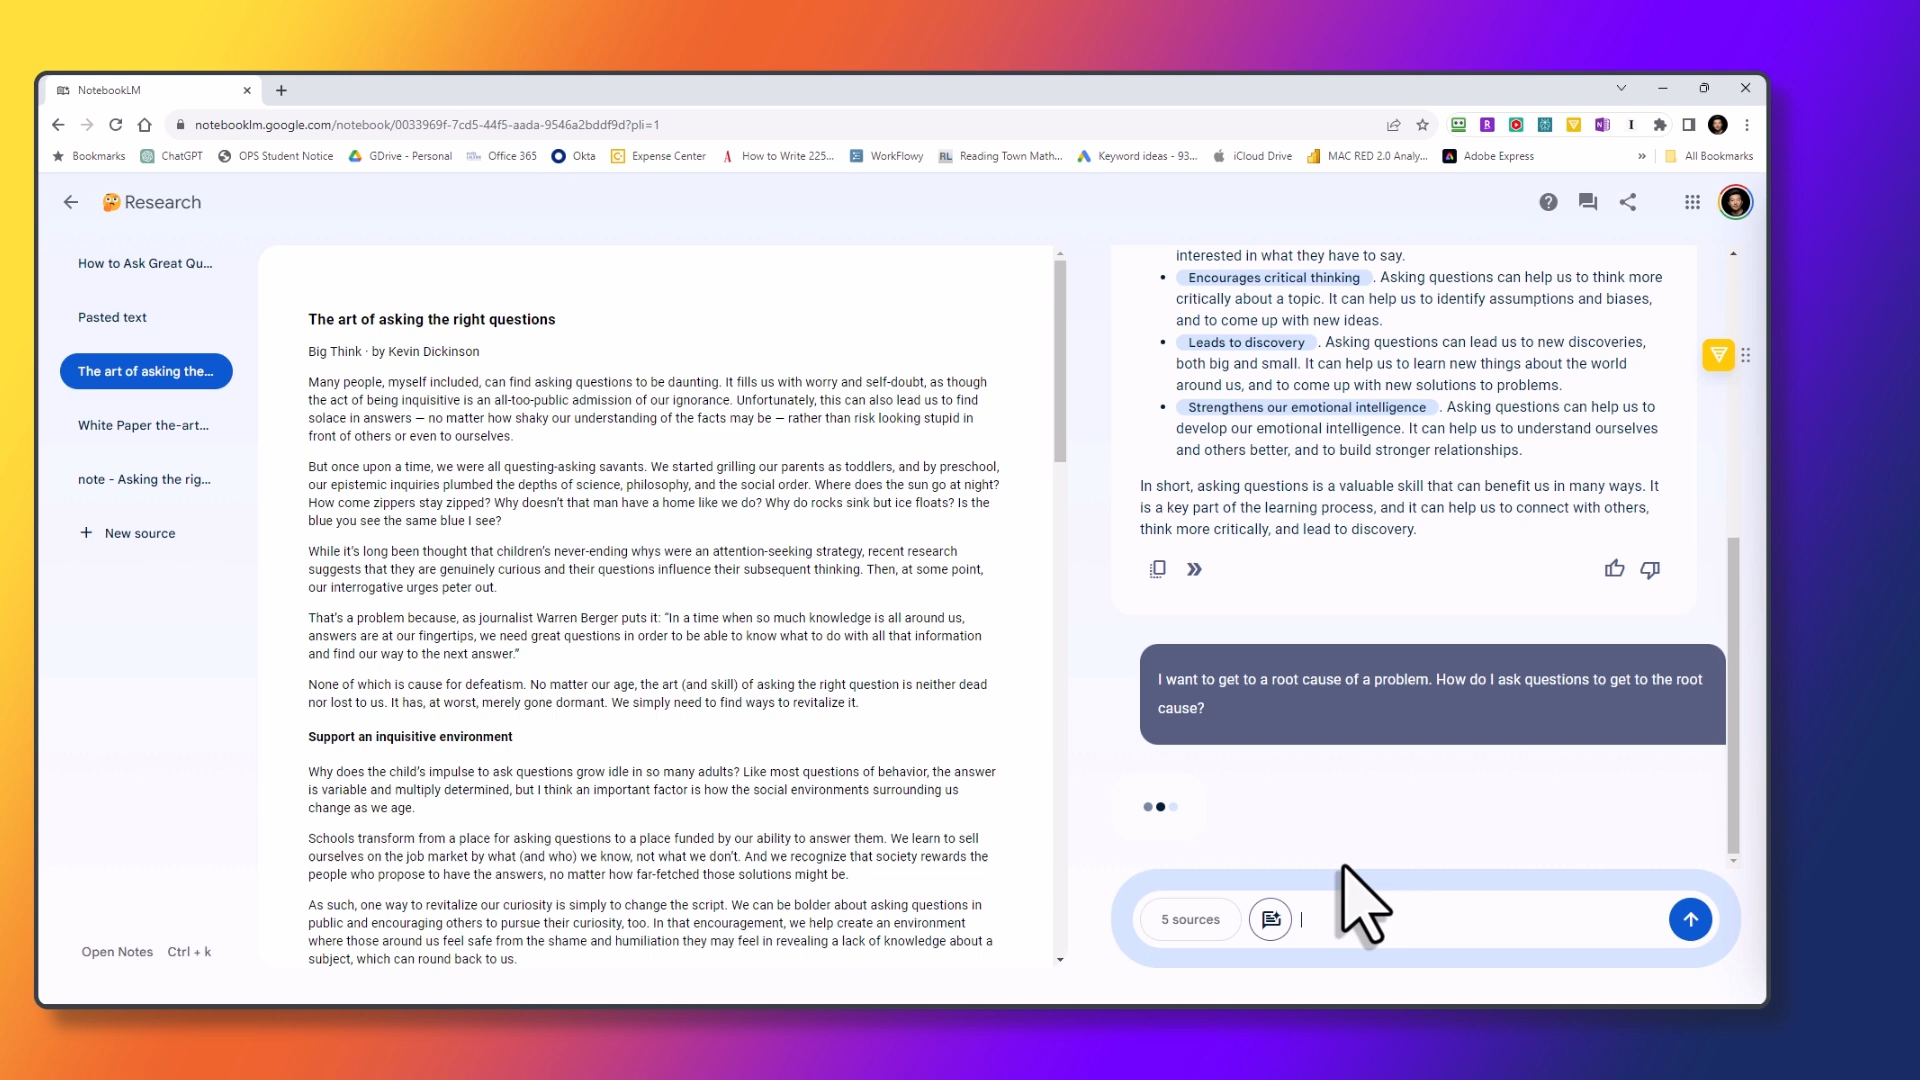 NotebookLM
notebooklm.google.com/notebook/0033969f-7cd5-44f5-aada-9546a2bddf9d?pli=1
Bookmarks ChatGPT OPS Student Notice GDrive - Personal Office 365 Okta Expense Center How to Write 225... WorkFlowy RL Reading Town Math... Keyword ideas - 93... iCloud Drive MAC RED 2.0 Analy... Adobe Express » All Bookmarks
Research
How to Ask Great Qu...
Pasted text
The art of asking the...
White Paper the-art...
note - Asking the rig...
+ New source
Open Notes Ctrl + k
The art of asking the right questions
Big Think · by Kevin Dickinson
Many people, myself included, can find asking questions to be daunting. It fills us with worry and self-doubt, as though
the act of being inquisitive is an all-too-public admission of our ignorance. Unfortunately, this can also lead us to find
solace in answers — no matter how shaky our understanding of the facts may be — rather than risk looking stupid in
front of others or even to ourselves.
But once upon a time, we were all questing-asking savants. We started grilling our parents as toddlers, and by preschool,
our epistemic inquiries plumbed the depths of science, philosophy, and the social order. Where does the sun go at night?
How come zippers stay zipped? Why doesn't that man have a home like we do? Why do rocks sink but ice floats? Is the
blue you see the same blue I see?
While it's long been thought that children's never-ending whys were an attention-seeking strategy, recent research
suggests that they are genuinely curious and their questions influence their subsequent thinking. Then, at some point,
our interrogative urges peter out.
That's a problem because, as journalist Warren Berger puts it: “In a time when so much knowledge is all around us,
answers are at our fingertips, we need great questions in order to be able to know what to do with all that information
and find our way to the next answer.”
None of which is cause for defeatism. No matter our age, the art (and skill) of asking the right question is neither dead
nor lost to us. It has, at worst, merely gone dormant. We simply need to find ways to revitalize it.
Support an inquisitive environment
Why does the child's impulse to ask questions grow idle in so many adults? Like most questions of behavior, the answer
is variable and multiply determined, but I think an important factor is how the social environments surrounding us
change as we age.
Schools transform from a place for asking questions to a place funded by our ability to answer them. We learn to sell
ourselves on the job market by what (and who) we know, not what we don't. And we recognize that society rewards the
people who propose to have the answers, no matter how far-fetched those solutions might be.
As such, one way to revitalize our curiosity is simply to change the script. We can be bolder about asking questions in
public and encouraging others to pursue their curiosity, too. In that encouragement, we help create an environment
where those around us feel safe from the shame and humiliation they may feel in revealing a lack of knowledge about a
subject, which can round back to us.
interested in what they have to say.
• Encourages critical thinking . Asking questions can help us to think more
critically about a topic. It can help us to identify assumptions and biases,
and to come up with new ideas.
• Leads to discovery . Asking questions can lead us to new discoveries,
both big and small. It can help us to learn new things about the world
around us, and to come up with new solutions to problems.
• Strengthens our emotional intelligence . Asking questions can help us to
develop our emotional intelligence. It can help us to understand ourselves
and others better, and to build stronger relationships.
In short, asking questions is a valuable skill that can benefit us in many ways. It
is a key part of the learning process, and it can help us to connect with others,
think more critically, and lead to discovery.
I want to get to a root cause of a problem. How do I ask questions to get to the root
cause?
5 sources